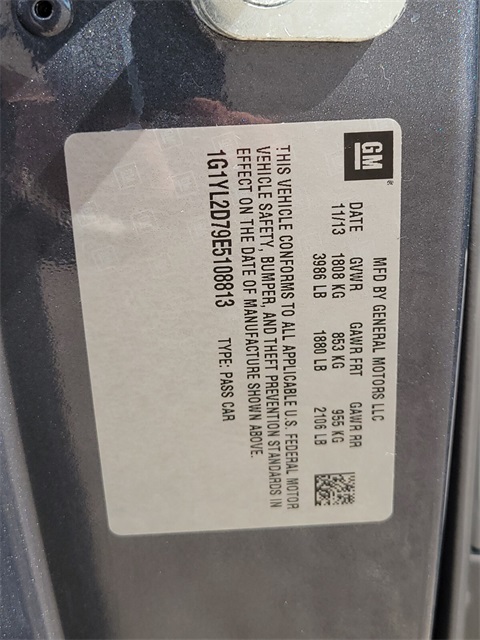 GM
MFD BY GENERAL MOTORS LLC
DATE GVWR GAWR FRT GAWR RR
11/13 1808 KG 853 KG 955 KG
3986 LB 1880 LB 2106 LB
THIS VEHICLE CONFORMS TO ALL APPLICABLE U.S. FEDERAL MOTOR
VEHICLE SAFETY, BUMPER, AND THEFT PREVENTION STANDARDS IN
EFFECT ON THE DATE OF MANUFACTURE SHOWN ABOVE.
1G1YL2D79E5108813 TYPE: PASS CAR